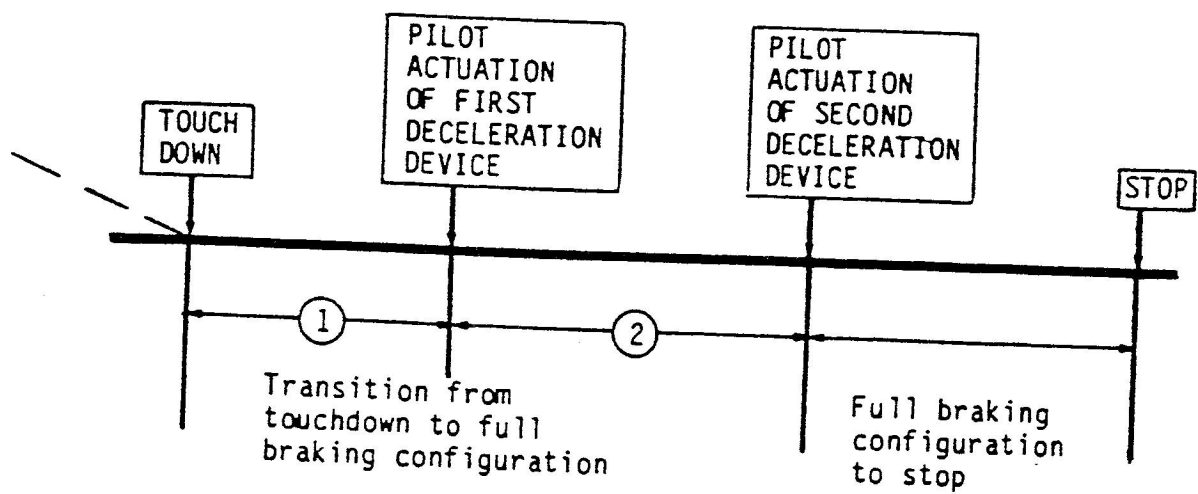 TOUCH
DOWN
PILOT
ACTUATION
OF FIRST
DECELERATION
DEVICE
PILOT
ACTUATION
OF SECOND
DECELERATION
DEVICE
STOP
1
2
Transition from
touchdown to full
braking configuration
Full braking
configuration
to stop